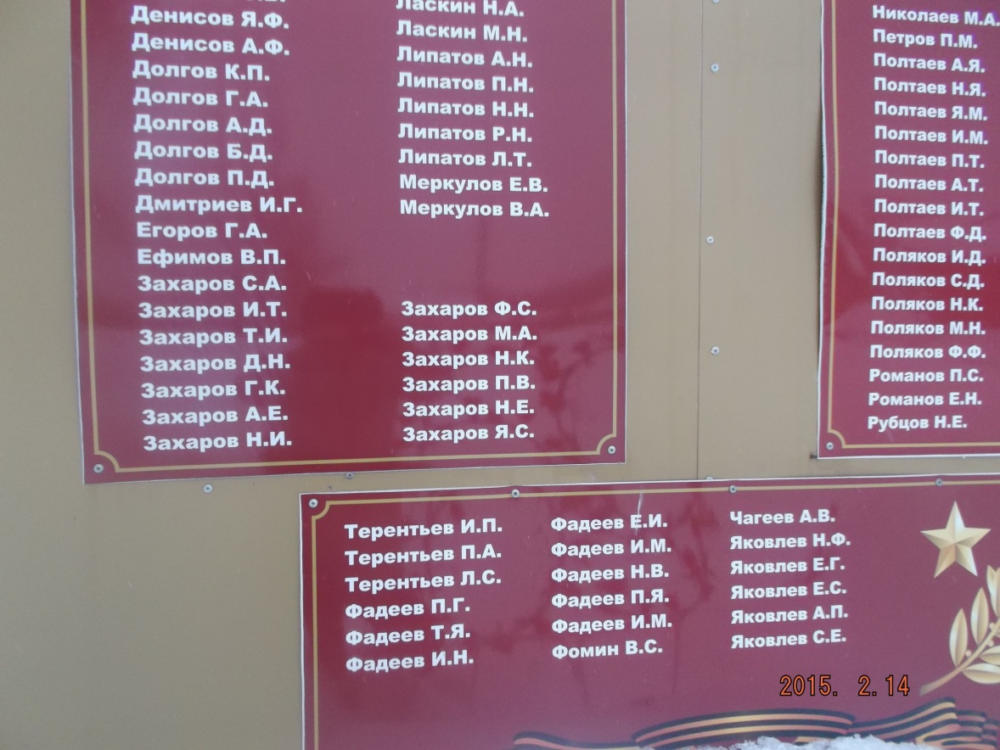 Денисов Я.Ф.
Денисов А.Ф.
Долгов К.П.
Долгов Г.А.
Долгов А.Д.
Долгов Б.Д.
Долгов П.Д.
Дмитриев И.Г.
Егоров Г.А.
Ефимов В.П.
Захаров С.А.
Захаров И.Т.
Захаров Т.И.
Захаров Д.Н.
Захаров Г.К.
Захаров А.Е.
Захаров Н.И.
Ласкин Н.А.
Ласкин М.Н.
Липатов А.Н.
Липатов П.Н.
Липатов Н.Н.
Липатов Р.Н.
Липатов Л.Т.
Меркулов Е.В.
Меркулов В.А.
Захаров Ф.С.
Захаров М.А.
Захаров Н.К.
Захаров П.В.
Захаров Н.Е.
Захаров Я.С.
Николаев М.А.
Петров П.М.
Полтаев А.Я.
Полтаев Н.Я.
Полтаев Я.М.
Полтаев И.М.
Полтаев П.Т.
Полтаев А.Т.
Полтаев И.Т.
Полтаев Ф.Д.
Поляков И.Д.
Поляков С.Д.
Поляков Н.К.
Поляков М.Н.
Поляков Ф.Ф.
Романов П.С.
Романов Е.Н.
Рубцов Н.Е.
Терентьев И.П.
Терентьев П.А.
Терентьев Л.С.
Фадеев П.Г.
Фадеев Т.Я.
Фадеев И.Н.
Фадеев Е.И.
Фадеев И.М.
Фадеев Н.В.
Фадеев П.Я.
Фадеев И.М.
Фомин В.С.
Чагеев А.В.
Яковлев Н.Ф.
Яковлев Е.Г.
Яковлев Е.С.
Яковлев А.П.
Яковлев С.Е.
2015. 2.14